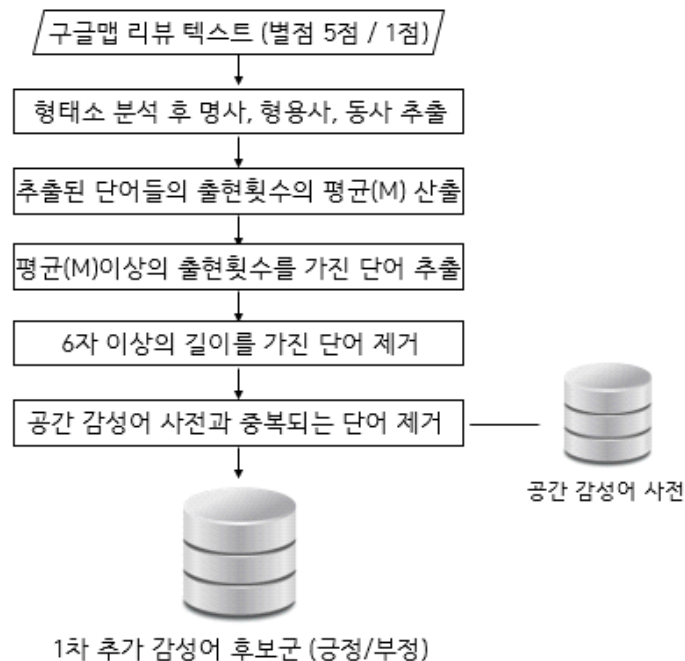 구글맵 리뷰 텍스트 (별점 5점 / 1점)
형태소 분석 후 명사, 형용사, 동사 추출
추출된 단어들의 출현횟수의 평균(M) 산출
평균(M)이상의 출현횟수를 가진 단어 추출
6자 이상의 길이를 가진 단어 제거
공간 감성어 사전과 중복되는 단어 제거
공간 감성어 사전
1차 추가 감성어 후보군 (긍정/부정)